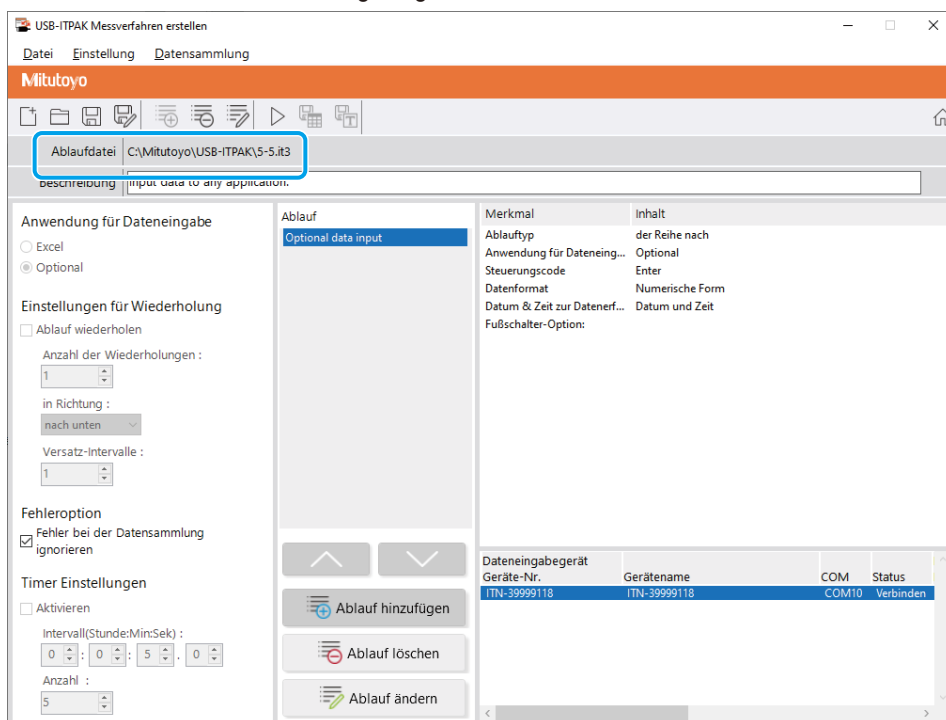 USB-ITPAK Messverfahren erstellen
Datei Einstellung Datensammlung
Mitutoyo
Ablaufdatei C:\Mitutoyo\USB-ITPAK\5-5.it3
Beschreibung Input data to any application.
Anwendung für Dateneingabe
Excel
Optional
Einstellungen für Wiederholung
Ablauf wiederholen
Anzahl der Wiederholungen :
1
in Richtung :
nach unten
Versatz-Intervalle :
1
Fehleroption
Fehler bei der Datensammlung
ignorieren
Timer Einstellungen
Aktivieren
Intervall(Stunde:Min:Sek) :
0 : 0 : 5 . 0
Anzahl :
5
Ablauf
Optional data input
Ablauf hinzufügen
Ablauf löschen
Ablauf ändern
Merkmal Inhalt
Ablauftyp der Reihe nach
Anwendung für Dateneing... Optional
Steuerungscode Enter
Datenformat Numerische Form
Datum & Zeit zur Datenerf... Datum und Zeit
Fußschalter-Option:
Dateneingabegerät
Geräte-Nr. Gerätename COM Status
ITN-39999118 ITN-39999118 COM10 Verbinden